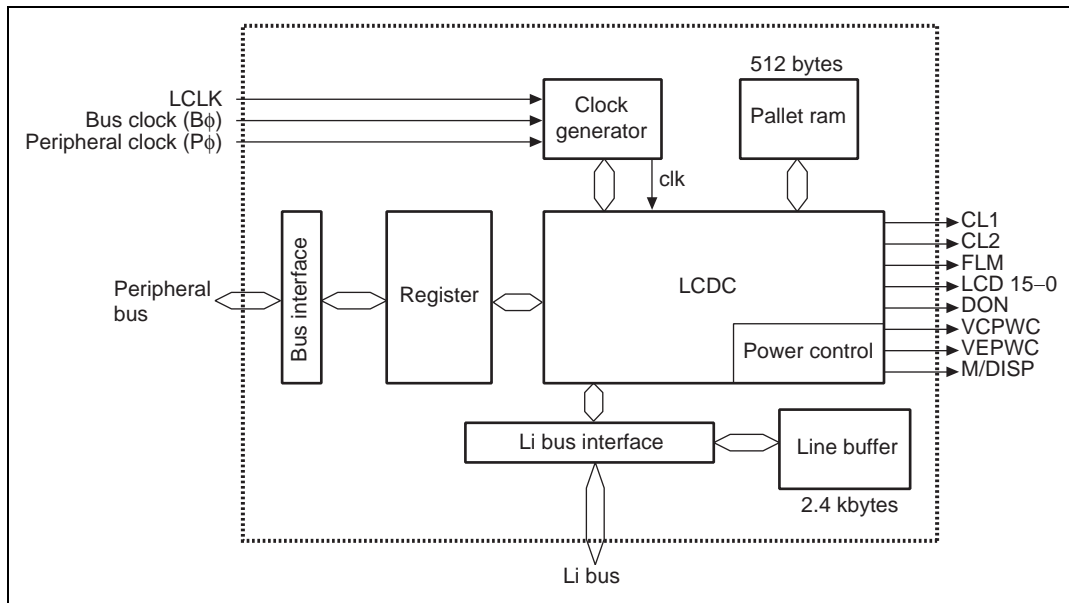 512 bytes
LCLK
Bus clock (Bϕ)
Peripheral clock (Pϕ)
Clock
generator
Pallet ram
clk
Peripheral
bus
Bus interface
Register
LCDC
Power control
CL1
CL2
FLM
LCD 15–0
DON
VCPWC
VEPWC
M/DISP
Li bus interface
Line buffer
2.4 kbytes
Li bus